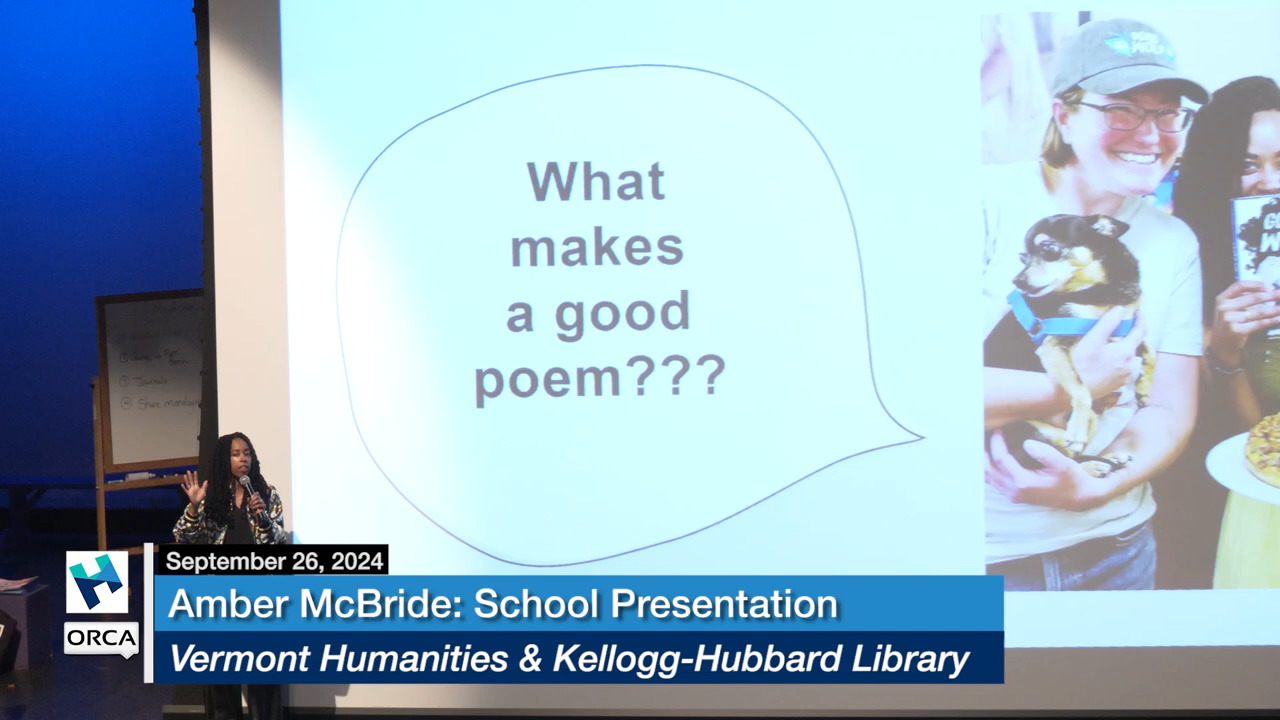 What
makes
a good
poem???
September 26, 2024
Amber McBride: School Presentation
Vermont Humanities & Kellogg-Hubbard Library
ORCA